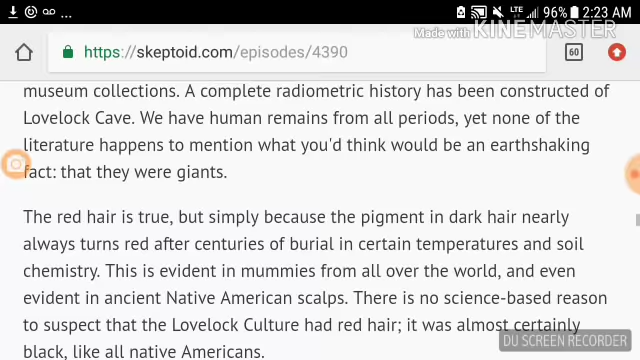 ... LTE 96% 2:23 AM
Made with KINEMASTER
https://skeptoid.com/episodes/4390 60
museum collections. A complete radiometric history has been constructed of
Lovelock Cave. We have human remains from all periods, yet none of the
literature happens to mention what you'd think would be an earthshaking
fact: that they were giants.
The red hair is true, but simply because the pigment in dark hair nearly
always turns red after centuries of burial in certain temperatures and soil
chemistry. This is evident in mummies from all over the world, and even
evident in ancient Native American scalps. There is no science-based reason
to suspect that the Lovelock Culture had red hair; it was almost certainly
DU SCREEN RECORDER
black, like all native Americans.